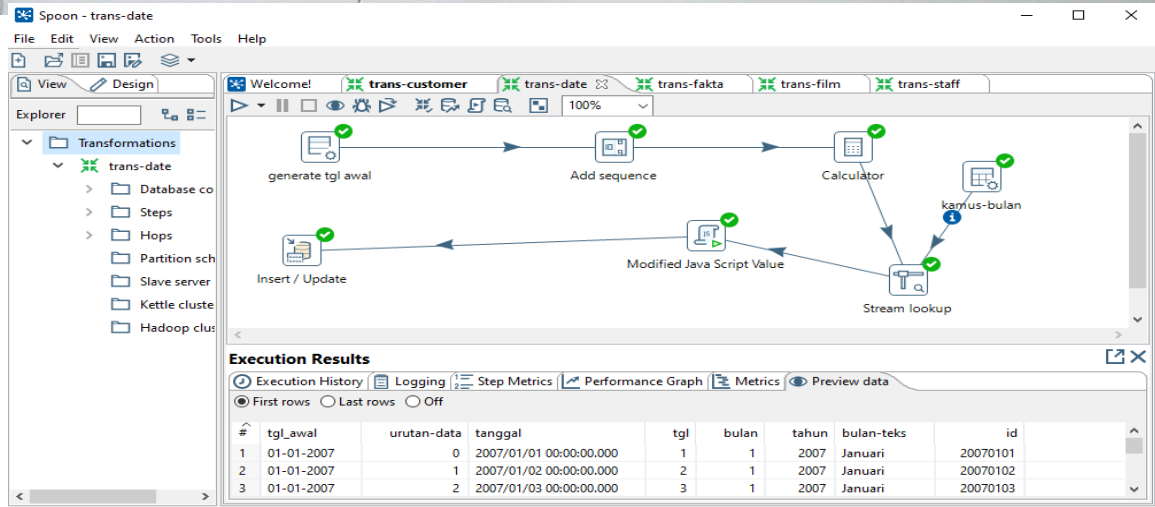 Spoon - trans-date
File Edit View Action Tools Help
View Design
Welcome! trans-customer trans-date trans-fakta trans-film trans-staff
Explorer
100%
Transformations
trans-date
Database co
Steps
Hops
Partition sch
Slave server
Kettle cluste
Hadoop clus
generate tgl awal
Add sequence
Calculator
kamus-bulan
Insert / Update
Modified Java Script Value
Stream lookup
Execution Results
Execution History Logging Step Metrics Performance Graph Metrics Preview data
First rows Last rows Off
# tgl_awal urutan-data tanggal tgl bulan tahun bulan-teks id
1 01-01-2007 0 2007/01/01 00:00:00.000 1 1 2007 Januari 20070101
2 01-01-2007 1 2007/01/02 00:00:00.000 2 1 2007 Januari 20070102
3 01-01-2007 2 2007/01/03 00:00:00.000 3 1 2007 Januari 20070103